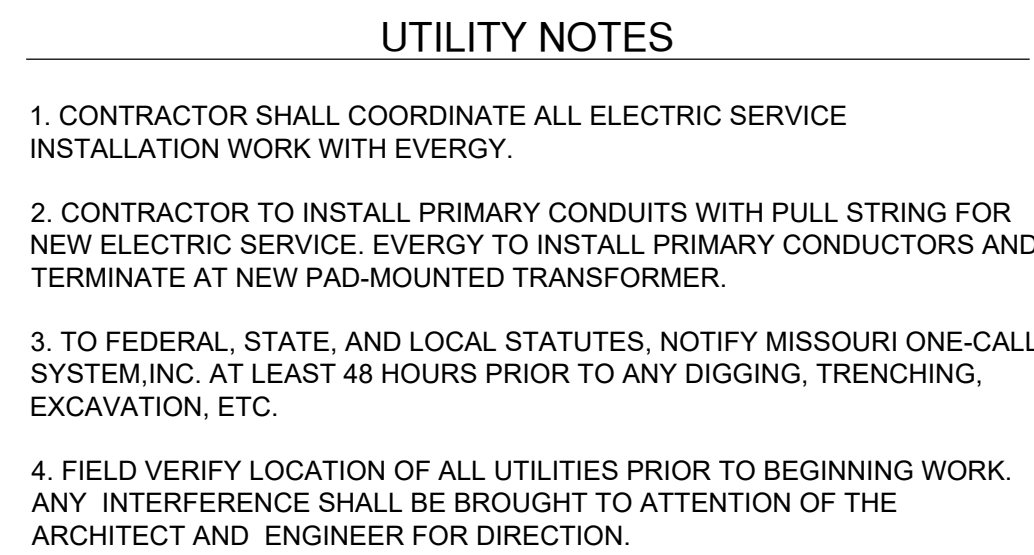 UTILITY NOTES
1. CONTRACTOR SHALL COORDINATE ALL ELECTRIC SERVICE
INSTALLATION WORK WITH EVERGY.
2. CONTRACTOR TO INSTALL PRIMARY CONDUITS WITH PULL STRING FOR
NEW ELECTRIC SERVICE. EVERGY TO INSTALL PRIMARY CONDUCTORS AND
TERMINATE AT NEW PAD-MOUNTED TRANSFORMER.
3. TO FEDERAL, STATE, AND LOCAL STATUTES, NOTIFY MISSOURI ONE-CALL
SYSTEM,INC. AT LEAST 48 HOURS PRIOR TO ANY DIGGING, TRENCHING,
EXCAVATION, ETC.
4. FIELD VERIFY LOCATION OF ALL UTILITIES PRIOR TO BEGINNING WORK.
ANY  INTERFERENCE SHALL BE BROUGHT TO ATTENTION OF THE
ARCHITECT AND  ENGINEER FOR DIRECTION.